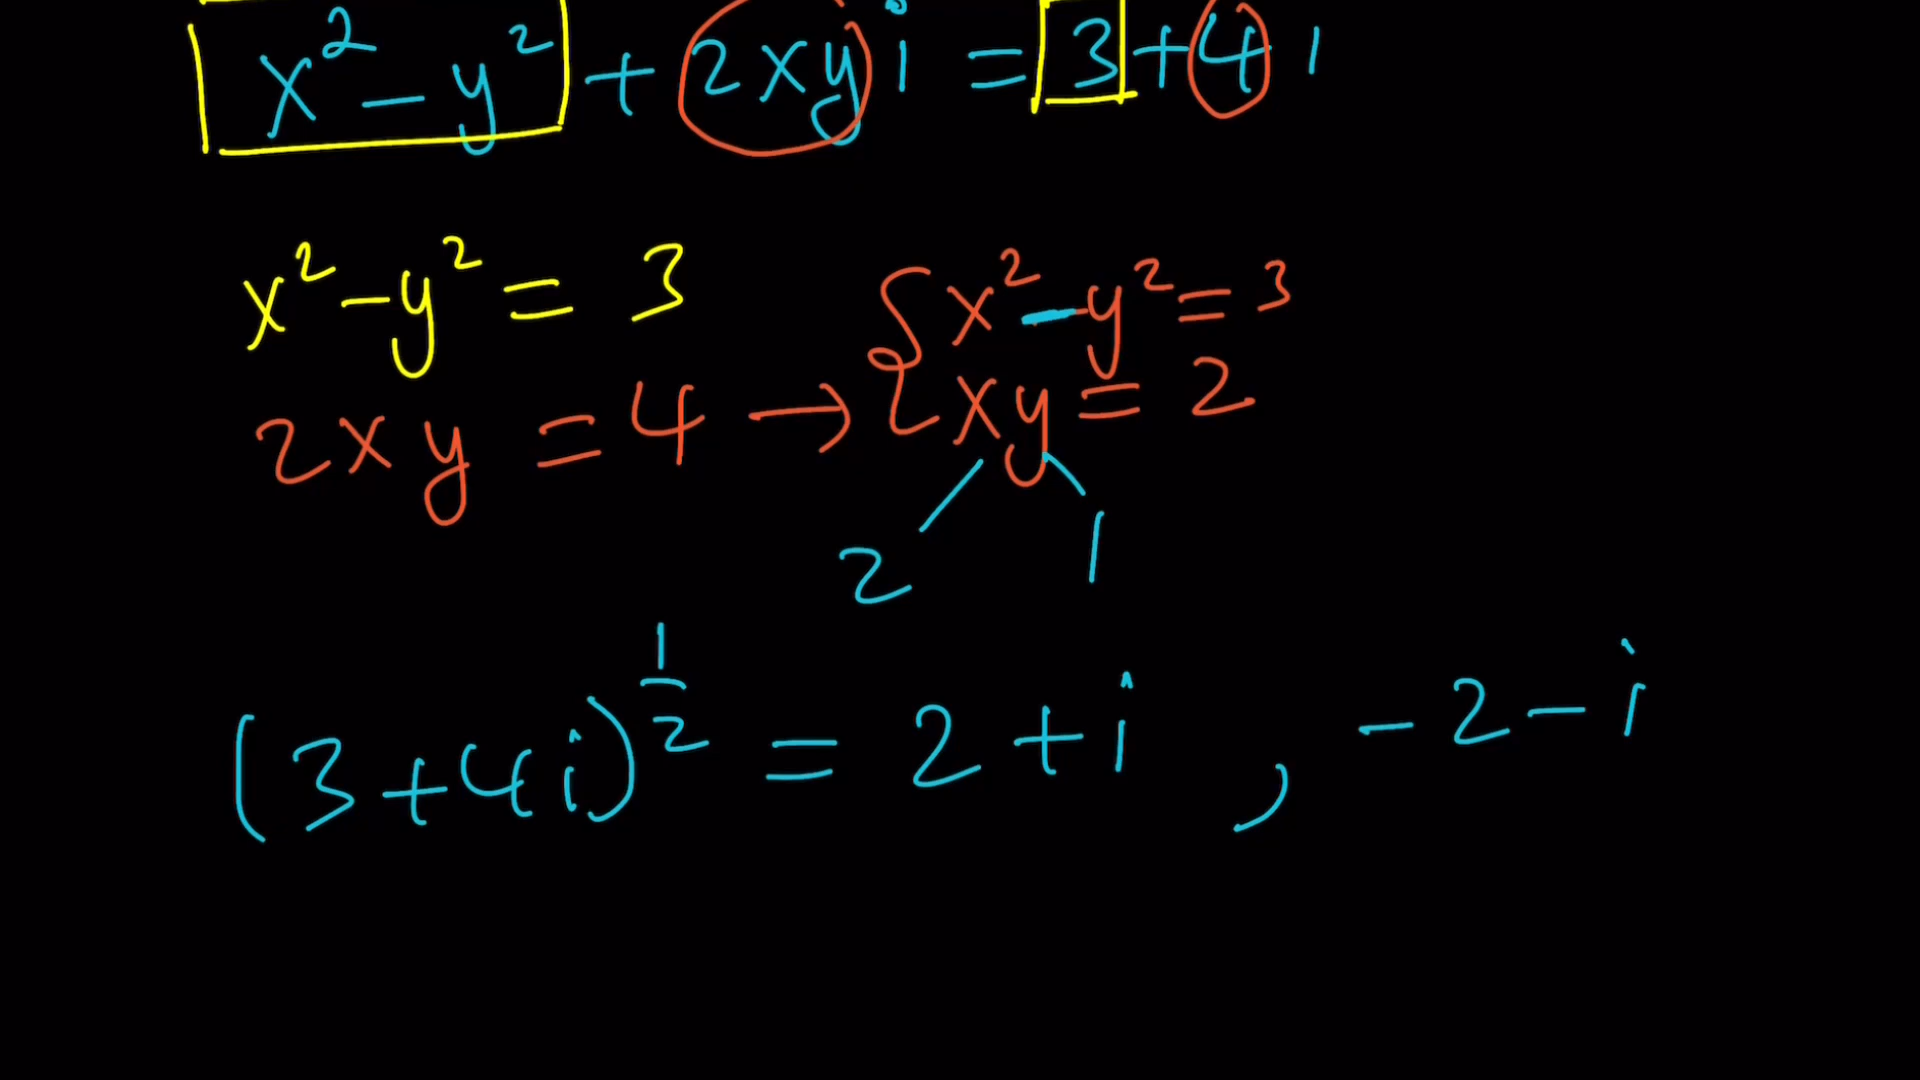 x² - y² + 2xyi = 3 + 4i
x² - y² = 3
x² - y² = 3
2xy = 4 → xy = 2
2 1
(3+4i)^(1/2) = 2 + i , -2 - i